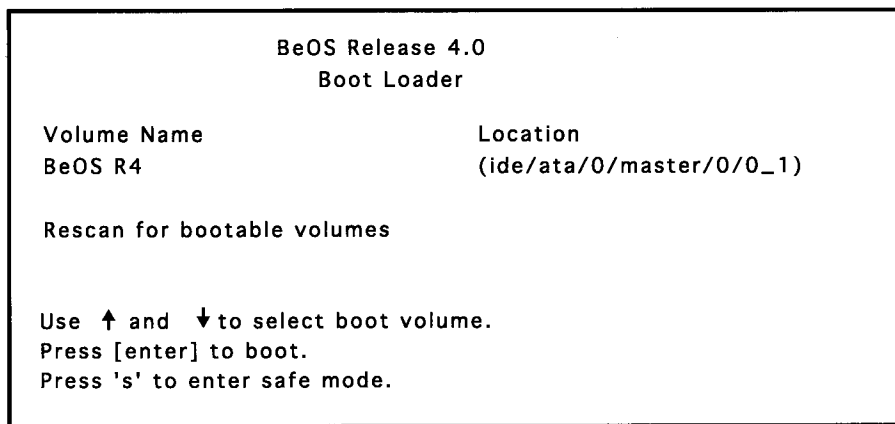 BeOS Release 4.0
Boot Loader
Volume Name Location
BeOS R4 (ide/ata/0/master/0/0_1)
Rescan for bootable volumes
Use ↑ and ↓ to select boot volume.
Press [enter] to boot.
Press 's' to enter safe mode.